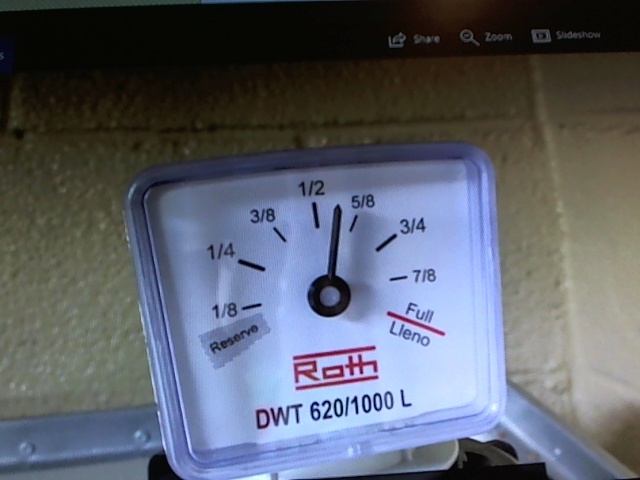 Share Zoom Slideshow
1/2
3/8 5/8
1/4 3/4
1/8 7/8
Reserve Full
Lleno
Roth
DWT 620/1000 L